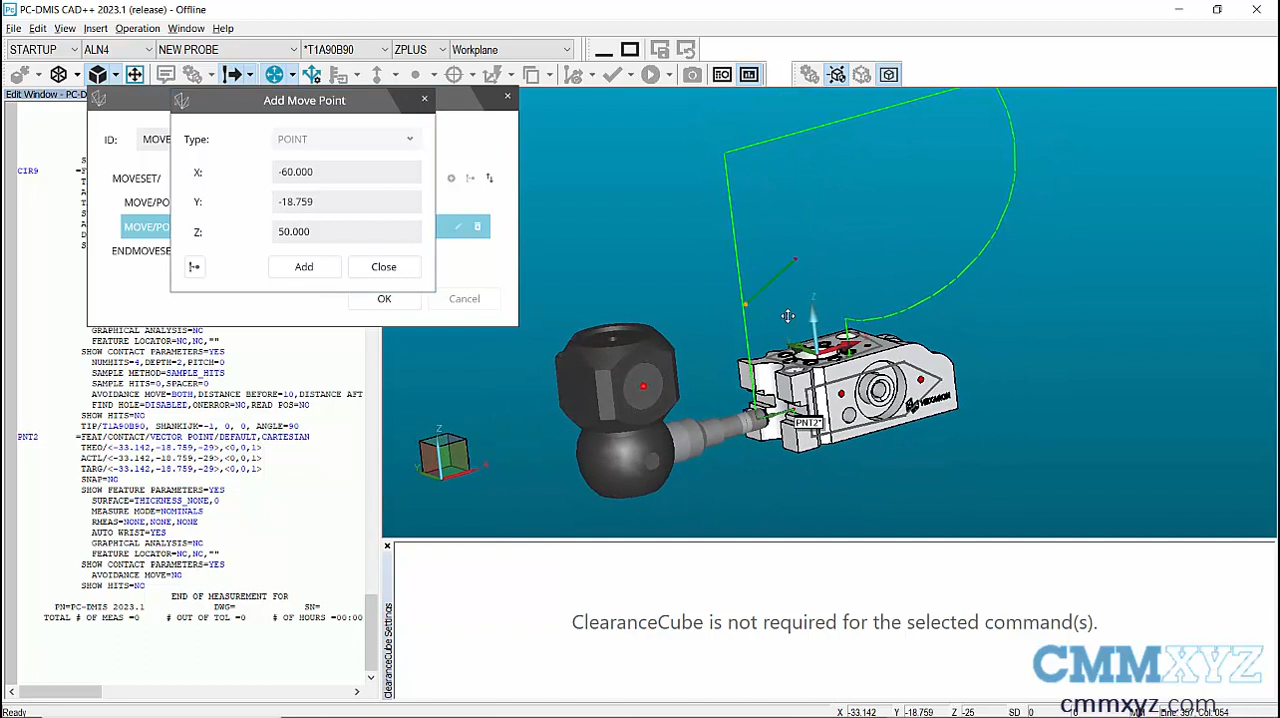 PC-DMIS CAD++ 2023.1 (release) - Offline
File Edit View Insert Operation Window Help
STARTUP ALN4 NEW PROBE *T1A90B90 ZPLUS Workplane
Edit Window - PC-D
Add Move Point
ID: MOVE
Type: POINT
X: -60.000
MOVESET/
Y: -18.759
MOVE/PO
Z: 50.000
MOVE/PO
ENDMOVESE
Add Close
OK Cancel
CIR9 =F
GRAPHICAL ANALYSIS=NO
FEATURE LOCATOR=NC,NC,""
SHOW CONTACT PARAMETERS=YES
NUMHITS=4,DEPTH=2,PITCH=0
SAMPLE METHOD=SAMPLE_HITS
SAMPLE HITS=0,SPACER=0
AVOIDANCE MOVE=BOTH,DISTANCE BEFORE=10,DISTANCE AFT
FIND HOLE=DISABLED,ONERROR=NO,READ POS=NO
SHOW HITS=NO
TIP/T1A90B90, SHANKIJK=-1, 0, 0, ANGLE=90
PNT2 =FEAT/CONTACT/VECTOR POINT/DEFAULT,CARTESIAN
THEO/<-33.142,-18.759,-29>,<0,0,1>
ACTL/<-33.142,-18.759,-29>,<0,0,1>
TARG/<-33.142,-18.759,-29>,<0,0,1>
SNAP=NO
SHOW FEATURE PARAMETERS=YES
SURFACE=THICKNESS_NONE,0
MEASURE MODE=NOMINALS
RMEAS=NONE,NONE,NONE
AUTO WRIST=YES
GRAPHICAL ANALYSIS=NO
FEATURE LOCATOR=NC,NC,""
SHOW CONTACT PARAMETERS=YES
AVOIDANCE MOVE=NO
SHOW HITS=NO
END OF MEASUREMENT FOR
PN=PC-DMIS 2023.1 DWG= SN=
TOTAL # OF MEAS =0 # OUT OF TOL =0 # OF HOURS =00:00
Z
PNT2*
HEXAGON
Z
ClearanceCube Settings
ClearanceCube is not required for the selected command(s).
CMMXYZ
cmmxyz.com
Ready
X -33.142 Y -18.759 Z -25 SD 0